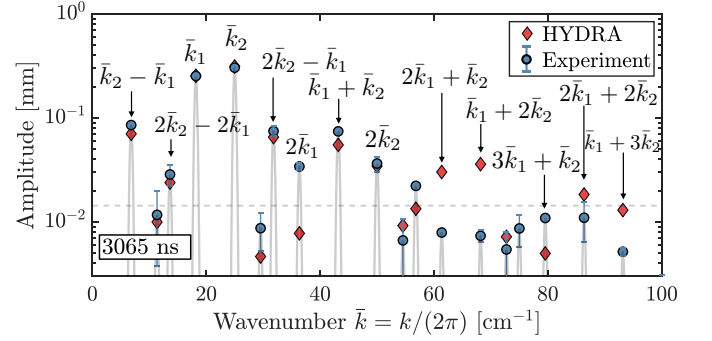 10⁰
10⁻¹
10⁻²
Amplitude [mm]
HYDRA
Experiment
k̄₂ − k̄₁
2k̄₂ − 2k̄₁
k̄₁
k̄₂
2k̄₂ − k̄₁
2k̄₁
k̄₁ + k̄₂
2k̄₂
2k̄₁ + k̄₂
k̄₁ + 2k̄₂
3k̄₁ + k̄₂
2k̄₁ + 2k̄₂
k̄₁ + 3k̄₂
3065 ns
0 20 40 60 80 100
Wavenumber k̄ = k/(2π) [cm⁻¹]